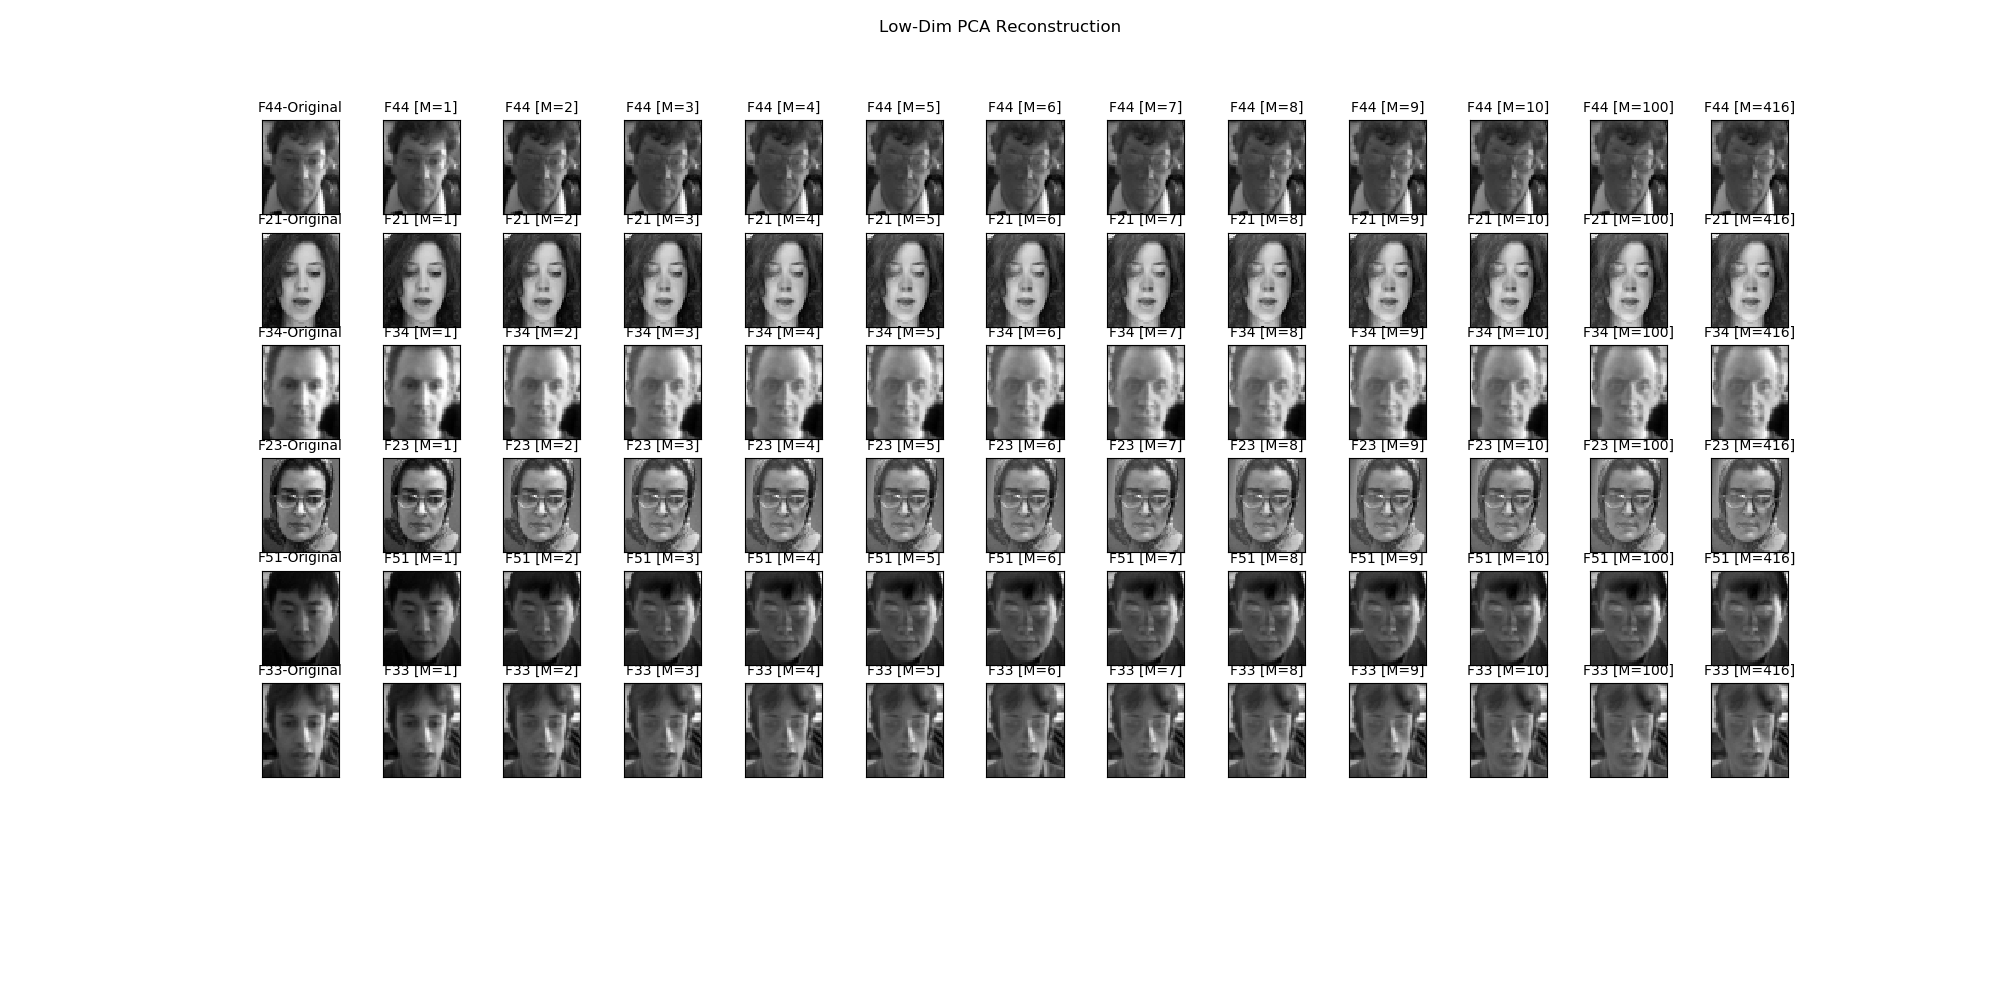 Low-Dim PCA Reconstruction
F44-Original F44 [M=1] F44 [M=2] F44 [M=3] F44 [M=4] F44 [M=5] F44 [M=6] F44 [M=7] F44 [M=8] F44 [M=9] F44 [M=10] F44 [M=100] F44 [M=416]
F21-Original F21 [M=1] F21 [M=2] F21 [M=3] F21 [M=4] F21 [M=5] F21 [M=6] F21 [M=7] F21 [M=8] F21 [M=9] F21 [M=10] F21 [M=100] F21 [M=416]
F34-Original F34 [M=1] F34 [M=2] F34 [M=3] F34 [M=4] F34 [M=5] F34 [M=6] F34 [M=7] F34 [M=8] F34 [M=9] F34 [M=10] F34 [M=100] F34 [M=416]
F23-Original F23 [M=1] F23 [M=2] F23 [M=3] F23 [M=4] F23 [M=5] F23 [M=6] F23 [M=7] F23 [M=8] F23 [M=9] F23 [M=10] F23 [M=100] F23 [M=416]
F51-Original F51 [M=1] F51 [M=2] F51 [M=3] F51 [M=4] F51 [M=5] F51 [M=6] F51 [M=7] F51 [M=8] F51 [M=9] F51 [M=10] F51 [M=100] F51 [M=416]
F33-Original F33 [M=1] F33 [M=2] F33 [M=3] F33 [M=4] F33 [M=5] F33 [M=6] F33 [M=7] F33 [M=8] F33 [M=9] F33 [M=10] F33 [M=100] F33 [M=416]